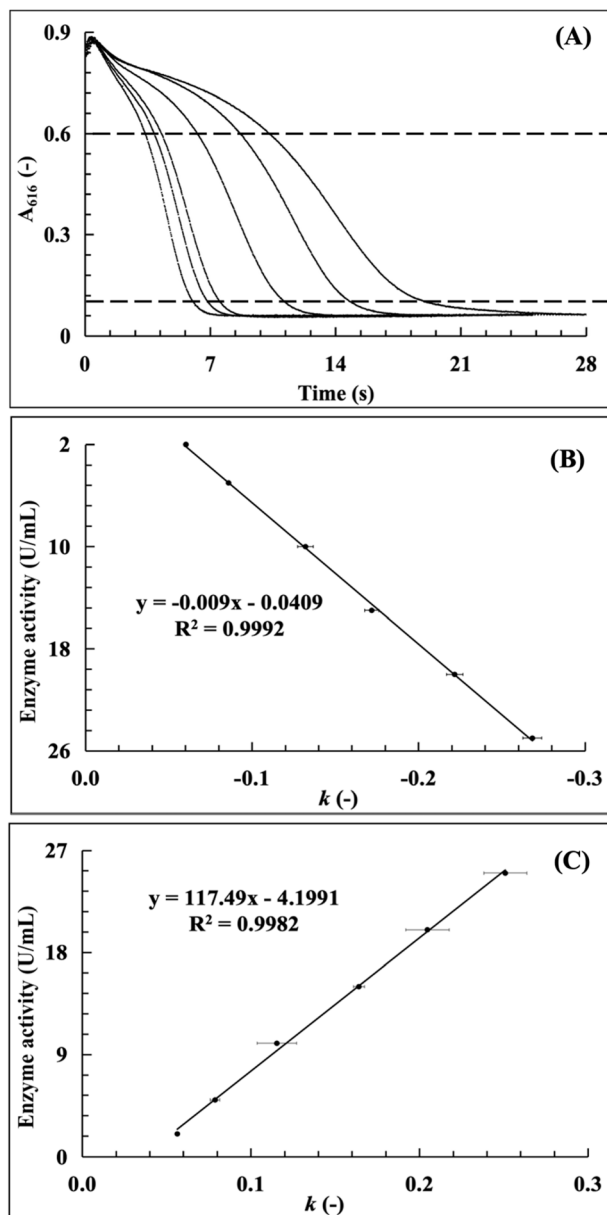 (A)
0.9
0.6
0.3
0
A616 (-)
0 7 14 21 28
Time (s)
(B)
2
10
18
26
Enzyme activity (U/mL)
y = -0.009x - 0.0409
R² = 0.9992
0.0 -0.1 -0.2 -0.3
k (-)
(C)
27
18
9
0
Enzyme activity (U/mL)
y = 117.49x - 4.1991
R² = 0.9982
0.0 0.1 0.2 0.3
k (-)